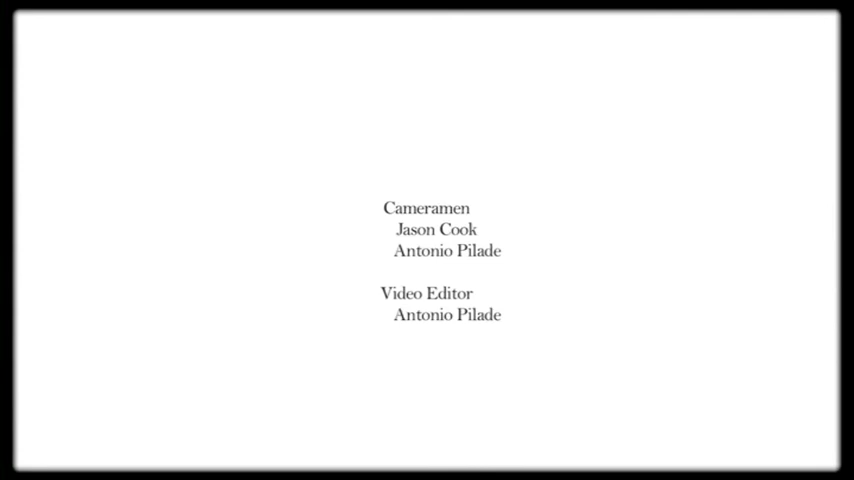 Cameramen
Jason Cook
Antonio Pilade
Video Editor
Antonio Pilade